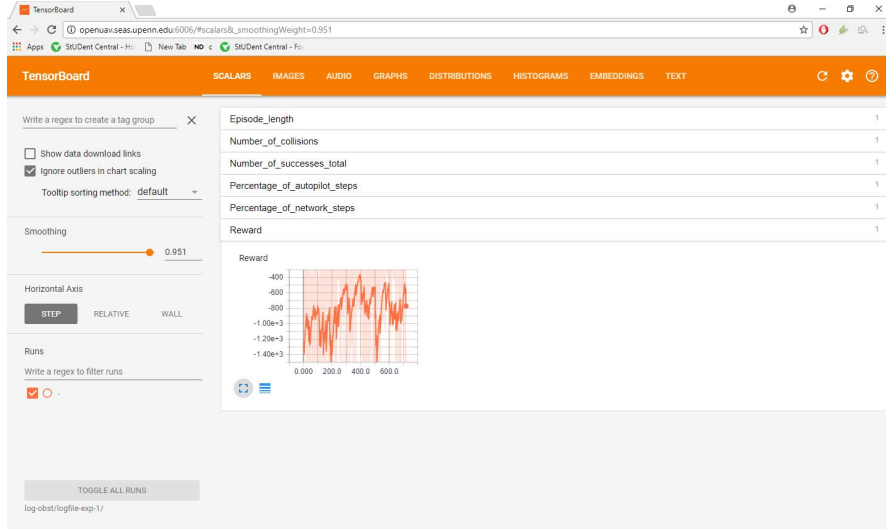 TensorBoard
openuav.seas.upenn.edu:6006/#scalars&_smoothingWeight=0.951
Apps StUDent Central - Ho New Tab ND c StUDent Central - Fo
TensorBoard SCALARS IMAGES AUDIO GRAPHS DISTRIBUTIONS HISTOGRAMS EMBEDDINGS TEXT
Write a regex to create a tag group
Show data download links
Ignore outliers in chart scaling
Tooltip sorting method: default
Smoothing
0.951
Horizontal Axis
STEP RELATIVE WALL
Runs
Write a regex to filter runs
-
TOGGLE ALL RUNS
log-obst/logfile-exp-1/
Episode_length 1
Number_of_collisions 1
Number_of_successes_total 1
Percentage_of_autopilot_steps 1
Percentage_of_network_steps 1
Reward 1
Reward
-400
-600
-800
-1.00e+3
-1.20e+3
-1.40e+3
0.000 200.0 400.0 600.0